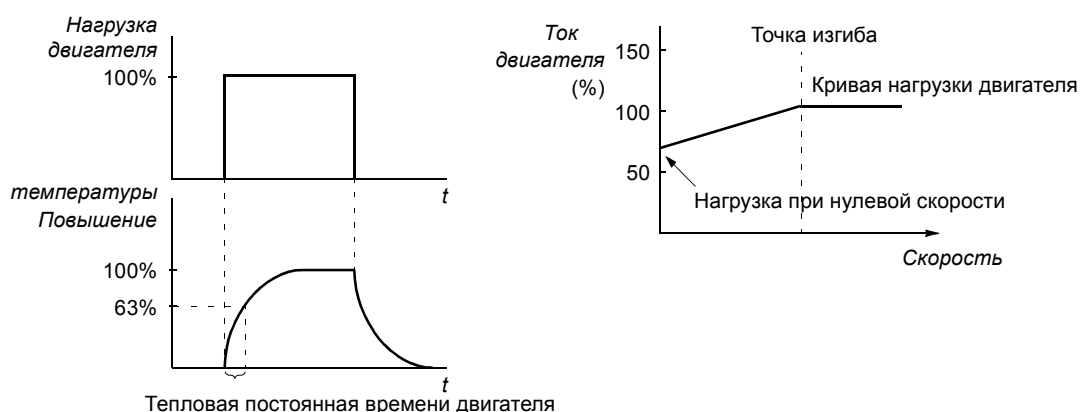 Нагрузка
двигателя
100%
t
температуры
Повышение
100%
63%
t
Тепловая постоянная времени двигателя
Ток
двигателя
(%)
150
100
50
Точка изгиба
Кривая нагрузки двигателя
Нагрузка при нулевой скорости
Скорость